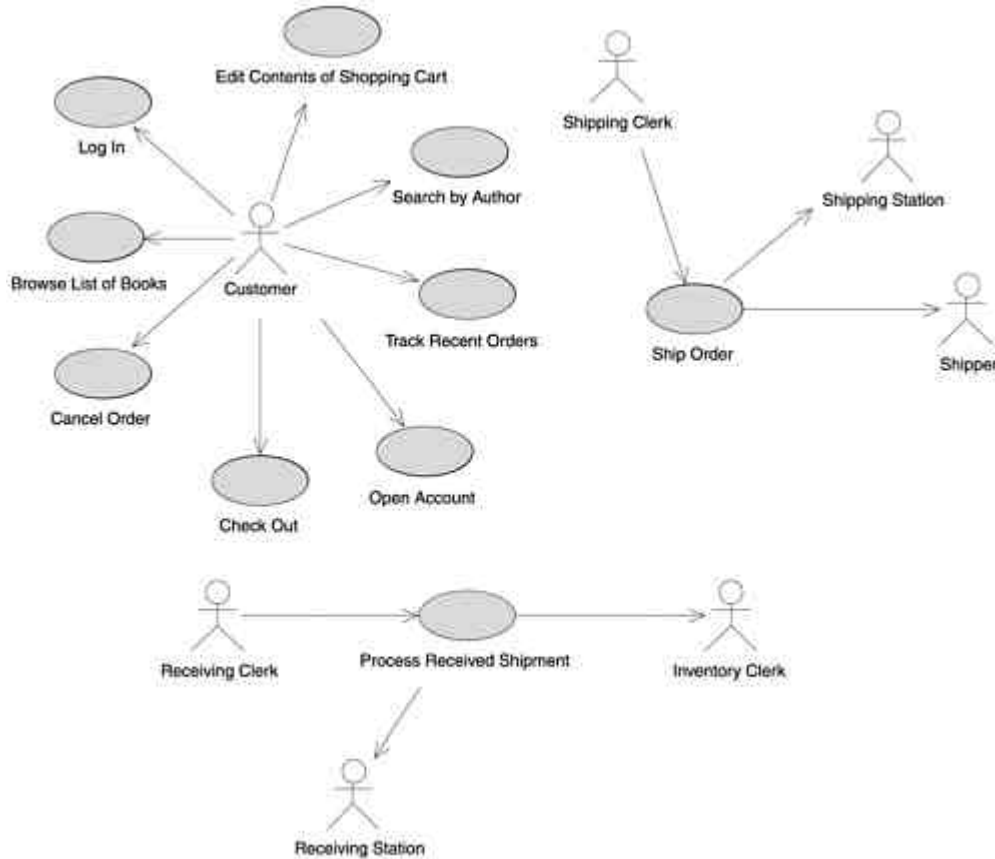 Edit Contents of Shopping Cart
Shipping Clerk
Log In
Search by Author
Shipping Station
Browse List of Books
Customer
Track Recent Orders
Ship Order
Shipper
Cancel Order
Open Account
Check Out
Receiving Clerk
Process Received Shipment
Inventory Clerk
Receiving Station